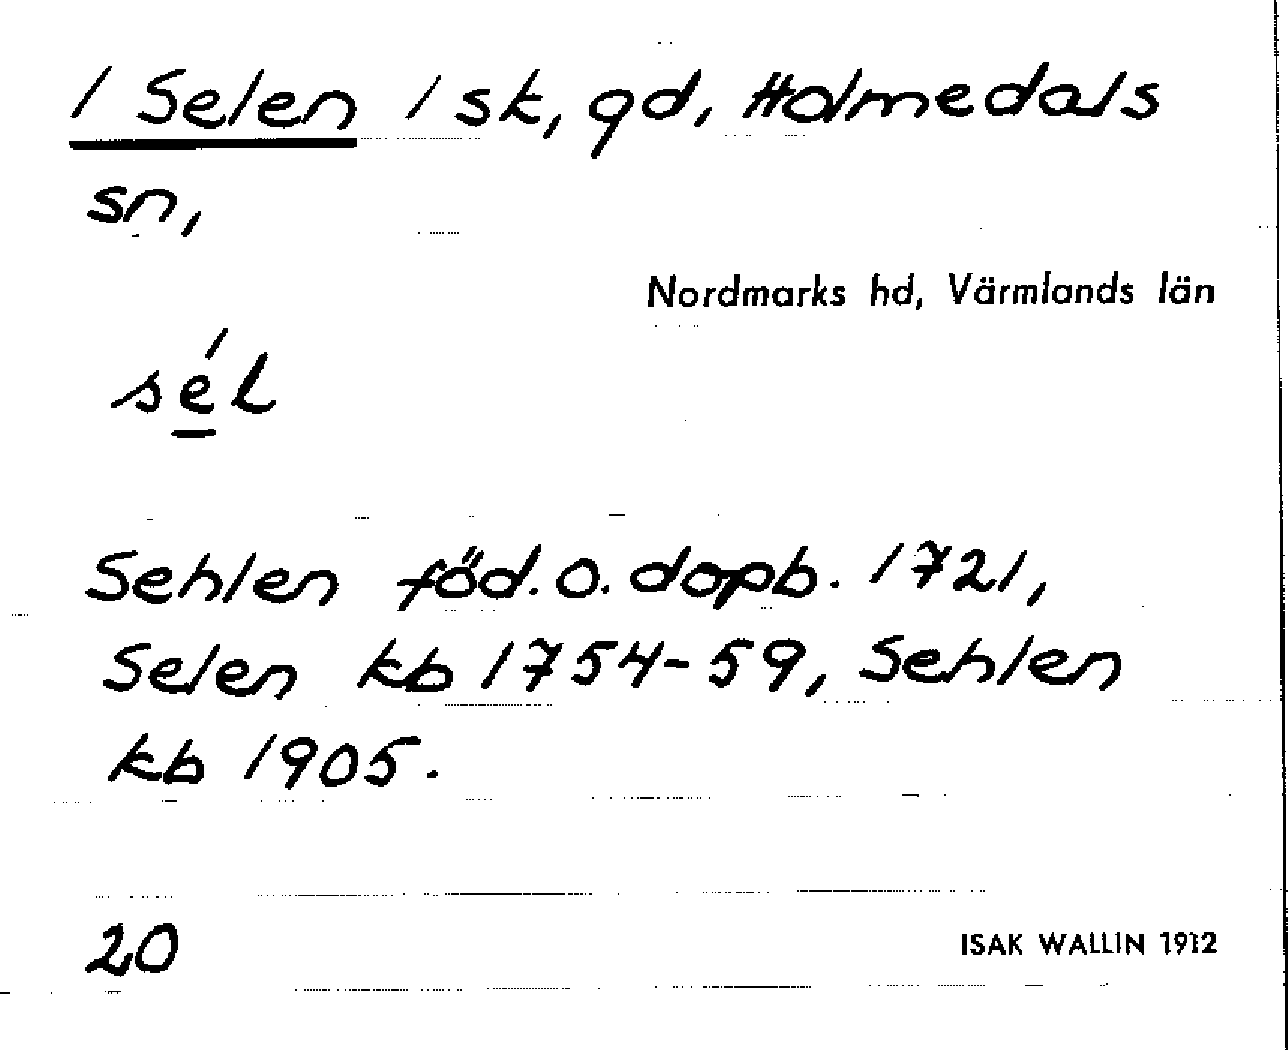 1 Selen 1 sk, gd, Holmedals
sn,
Nordmarks hd, Värmlands län
sé̱l
Sehlen föd. o. dopb. 1721,
Selen kb 1754-59, Sehlen
kb 1905.
20
ISAK WALLIN 1912